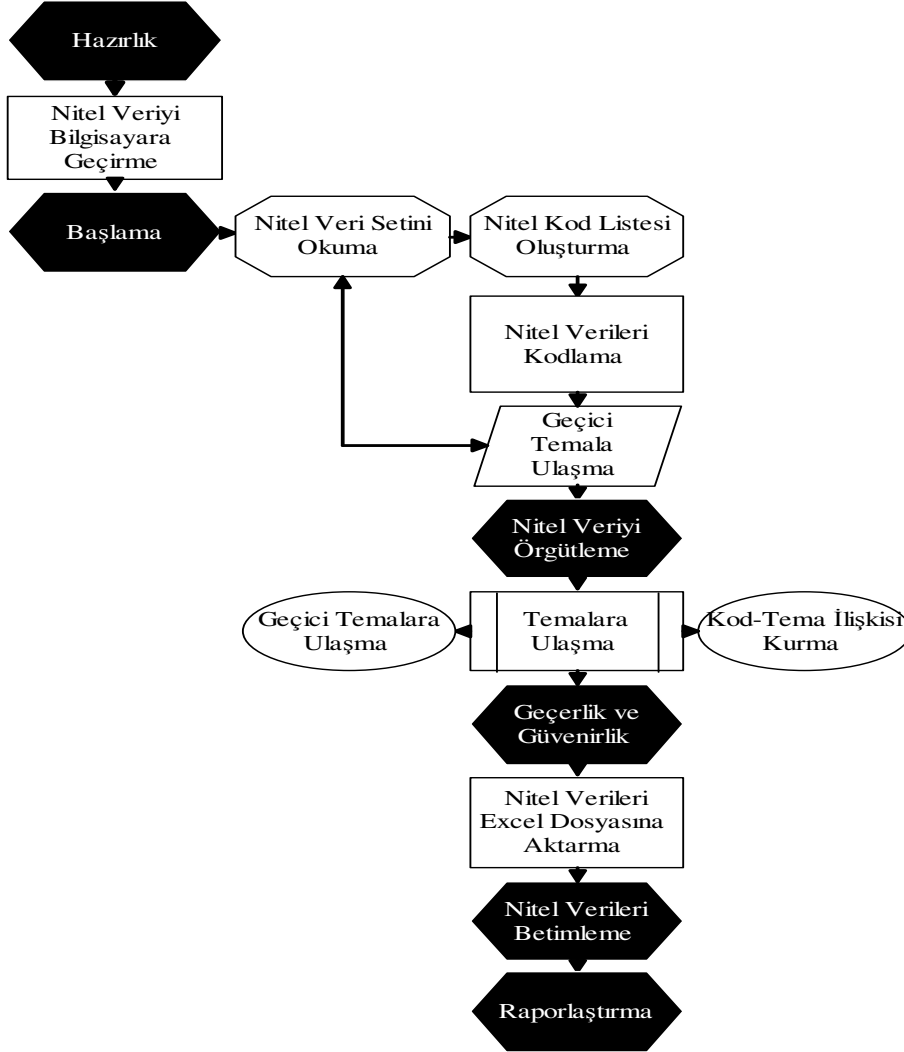 Hazırlık
Nitel Veriyi
Bilgisayara
Geçirme
Başlama
Nitel Veri Setini
Okuma
Nitel Kod Listesi
Oluşturma
Nitel Verileri
Kodlama
Geçici
Temala
Ulaşma
Nitel Veriyi
Örgütleme
Geçici Temalara
Ulaşma
Temalara
Ulaşma
Kod-Tema İlişkisi
Kurma
Geçerlik ve
Güvenirlik
Nitel Verileri
Excel Dosyasına
Aktarma
Nitel Verileri
Betimleme
Raporlaştırma